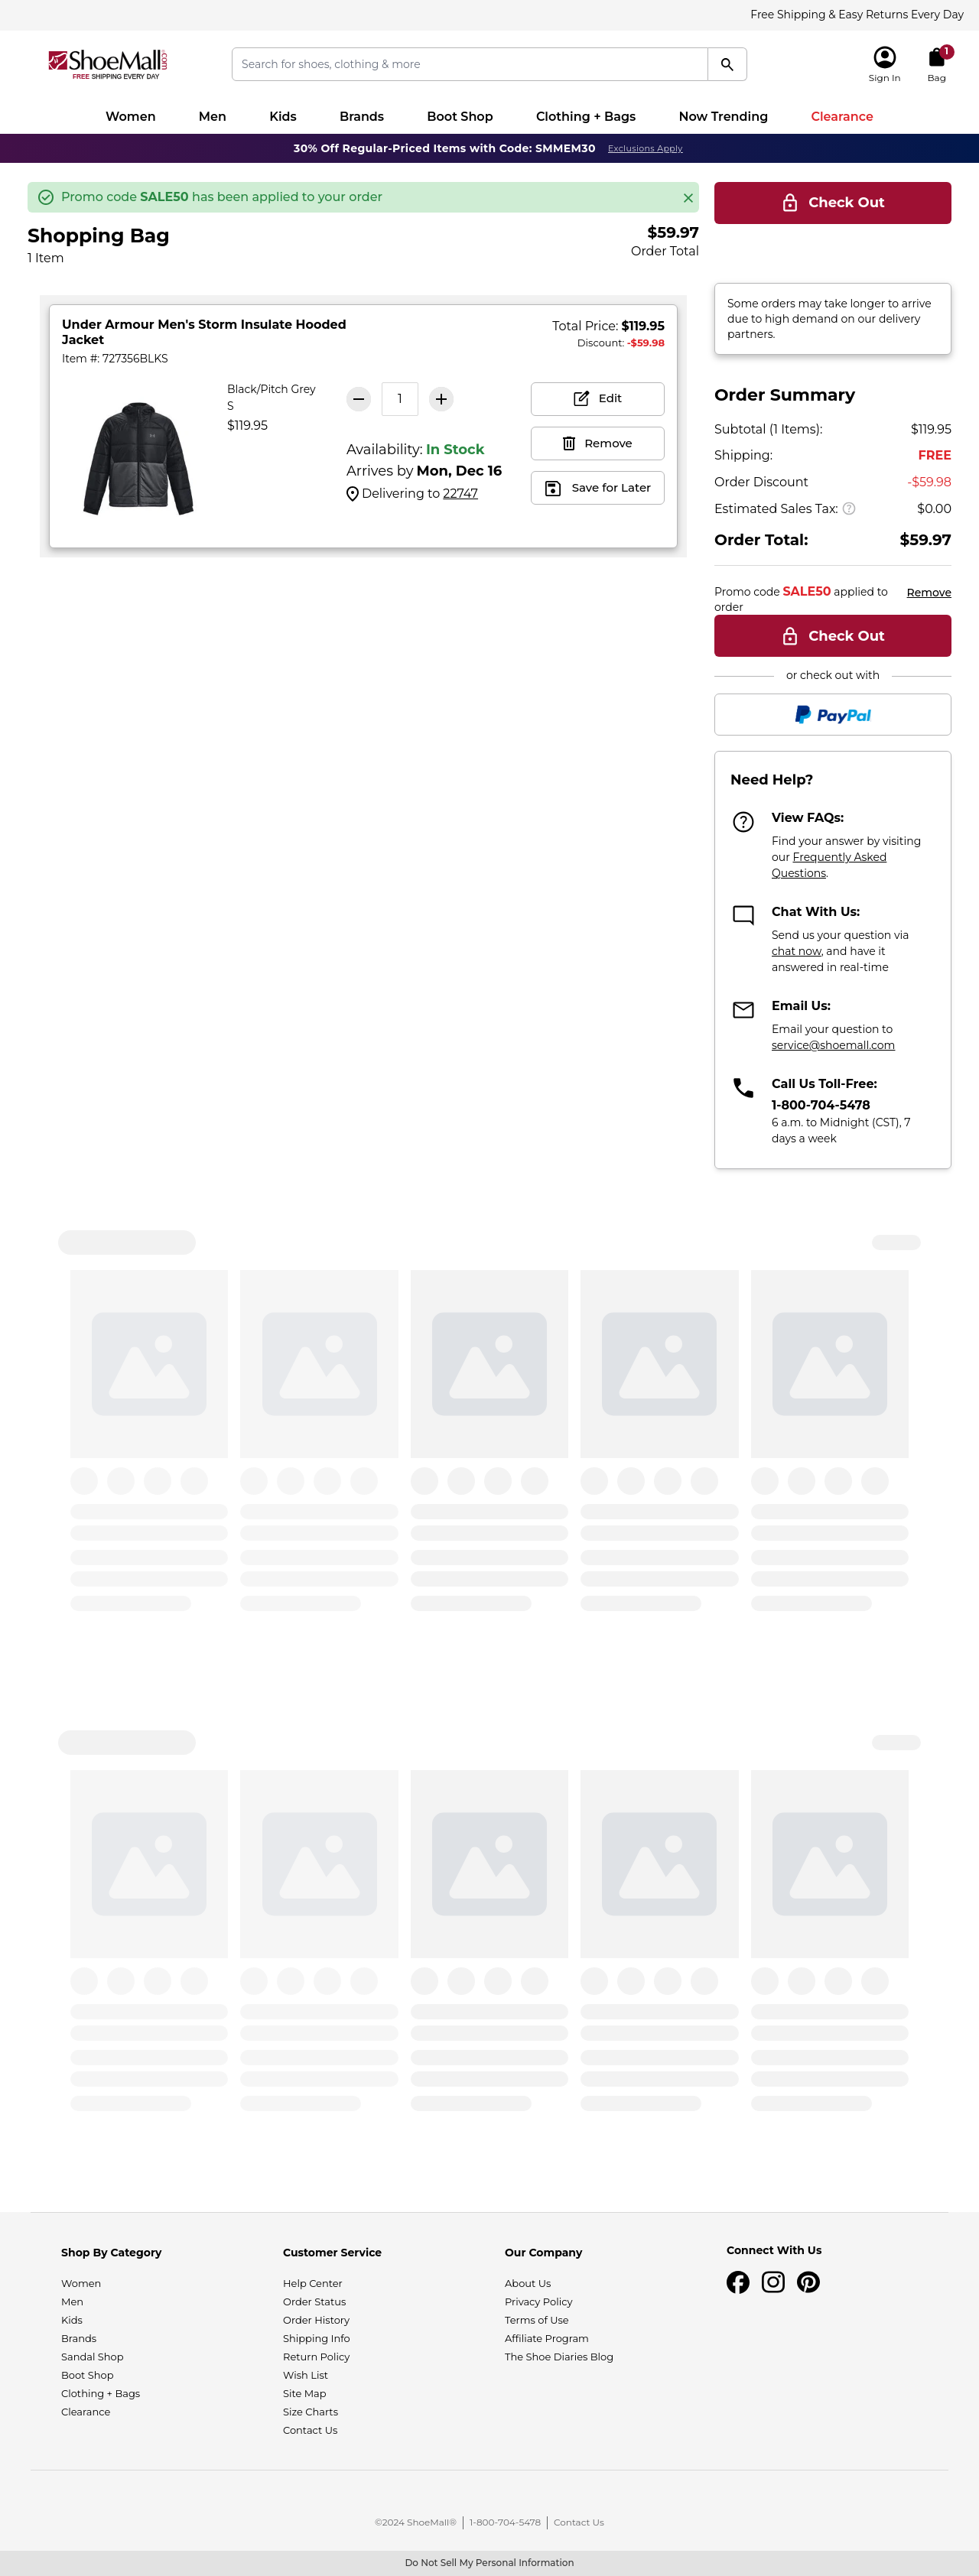 Free Shipping & Easy Returns Every Day
ShoeMall.com
FREE SHIPPING EVERY DAY
Search for shoes, clothing & more
Sign In
1
Bag
Women Men Kids Brands Boot Shop Clothing + Bags Now Trending Clearance
30% Off Regular-Priced Items with Code: SMMEM30 Exclusions Apply
Promo code SALE50 has been applied to your order
Shopping Bag
1 Item
$59.97
Order Total
Under Armour Men's Storm Insulate Hooded
Jacket
Item #: 727356BLKS
Total Price: $119.95
Discount: -$59.98
Black/Pitch Grey
S
$119.95
1
Availability: In Stock
Arrives by Mon, Dec 16
Delivering to 22747
Edit
Remove
Save for Later
Check Out
Some orders may take longer to arrive
due to high demand on our delivery
partners.
Order Summary
Subtotal (1 Items): $119.95
Shipping: FREE
Order Discount -$59.98
Estimated Sales Tax: $0.00
Order Total: $59.97
Promo code SALE50 applied to
order
Remove
Check Out
or check out with
PayPal
Need Help?
View FAQs:
Find your answer by visiting
our Frequently Asked
Questions.
Chat With Us:
Send us your question via
chat now, and have it
answered in real-time
Email Us:
Email your question to
service@shoemall.com
Call Us Toll-Free:
1-800-704-5478
6 a.m. to Midnight (CST), 7
days a week
Shop By Category
Women
Men
Kids
Brands
Sandal Shop
Boot Shop
Clothing + Bags
Clearance
Customer Service
Help Center
Order Status
Order History
Shipping Info
Return Policy
Wish List
Site Map
Size Charts
Contact Us
Our Company
About Us
Privacy Policy
Terms of Use
Affiliate Program
The Shoe Diaries Blog
Connect With Us
©2024 ShoeMall® 1-800-704-5478 Contact Us
Do Not Sell My Personal Information